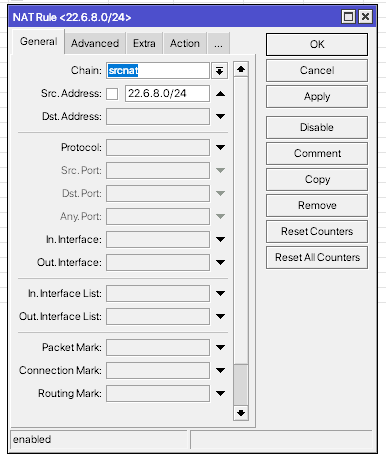 NAT Rule <22.6.8.0/24>
General Advanced Extra Action ...
Chain: srcnat
Src. Address: 22.6.8.0/24
Dst. Address:
Protocol:
Src. Port:
Dst. Port:
Any. Port:
In. Interface:
Out. Interface:
In. Interface List:
Out. Interface List:
Packet Mark:
Connection Mark:
Routing Mark:
OK
Cancel
Apply
Disable
Comment
Copy
Remove
Reset Counters
Reset All Counters
enabled